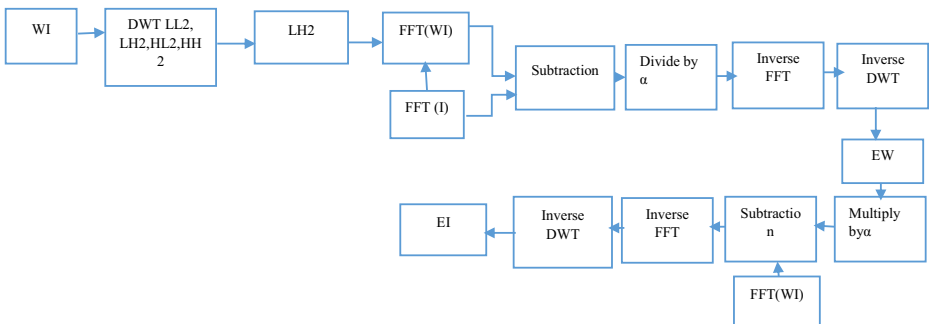 WI
DWT LL2,
LH2,HL2,HH
2
LH2
FFT(WI)
FFT (I)
Subtraction
Divide by
α
Inverse
FFT
Inverse
DWT
EW
Multiply
byα
Subtractio
n
FFT(WI)
Inverse
FFT
Inverse
DWT
EI